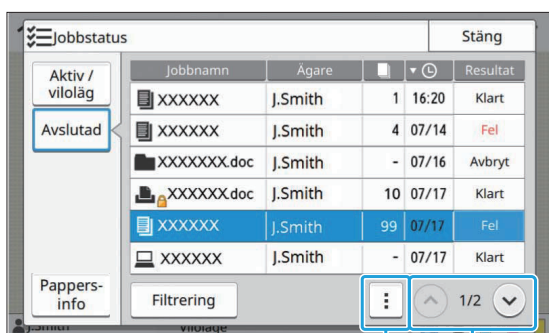 Jobbstatus Stäng
Jobbnamn Ägare Resultat
Aktiv /
viloläg
XXXXXX J.Smith 1 16:20 Klart
Avslutad XXXXXX J.Smith 4 07/14 Fel
XXXXXXX.doc J.Smith - 07/16 Avbryt
XXXXXX.doc J.Smith 10 07/17 Klart
XXXXXX J.Smith 99 07/17 Fel
XXXXXX J.Smith - 07/17 Klart
Pappers-
info
Filtrering 1/2
J.Smith Viloläge